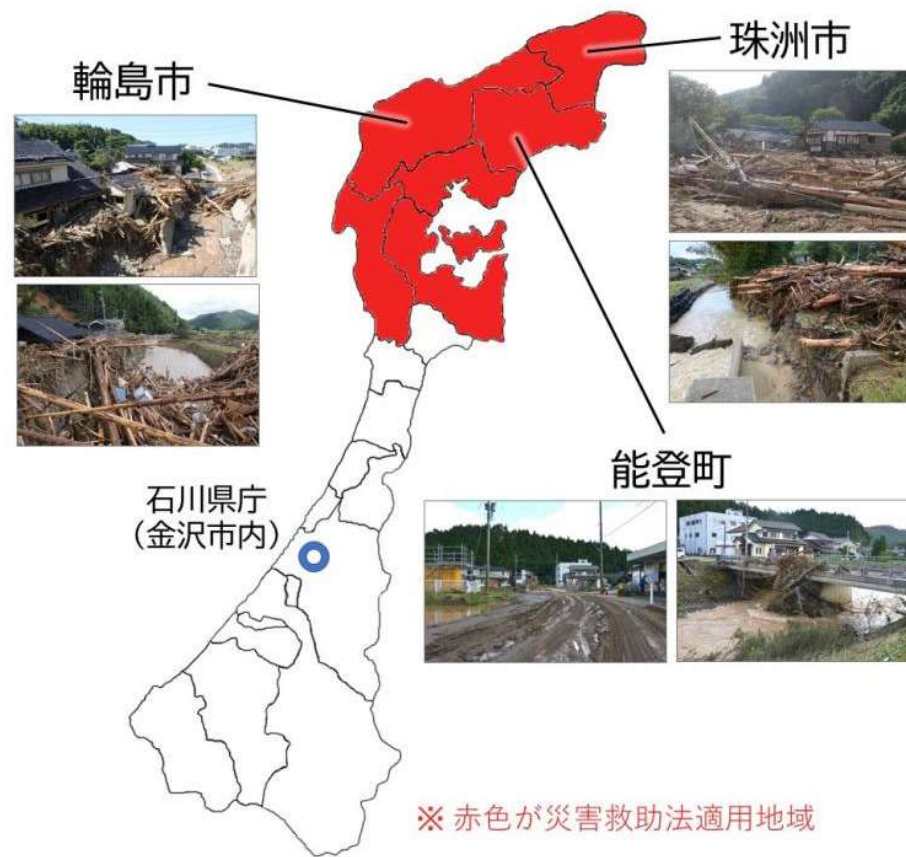 珠洲市
輪島市
能登町
石川県庁
（金沢市内）
※ 赤色が災害救助法適用地域